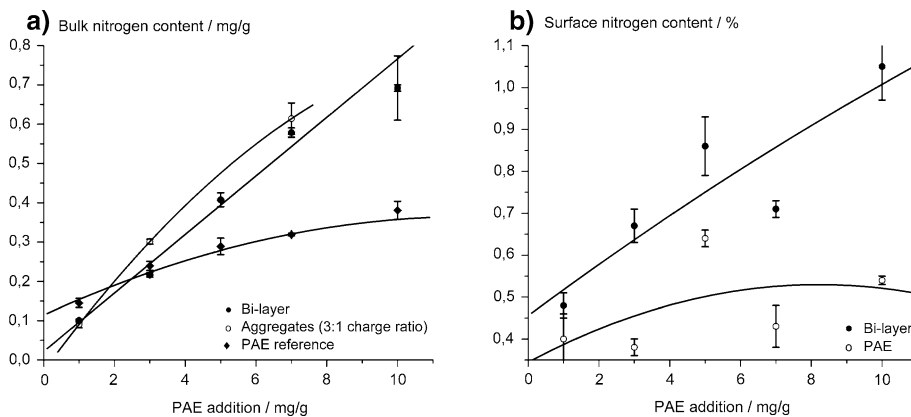 a) Bulk nitrogen content / mg/g
0,8
0,7
0,6
0,5
0,4
0,3
0,2
0,1
0,0
0 2 4 6 8 10
PAE addition / mg/g
Bi-layer
Aggregates (3:1 charge ratio)
PAE reference
b) Surface nitrogen content / %
1,1
1,0
0,9
0,8
0,7
0,6
0,5
0,4
0 2 4 6 8 10
PAE addition / mg/g
Bi-layer
PAE